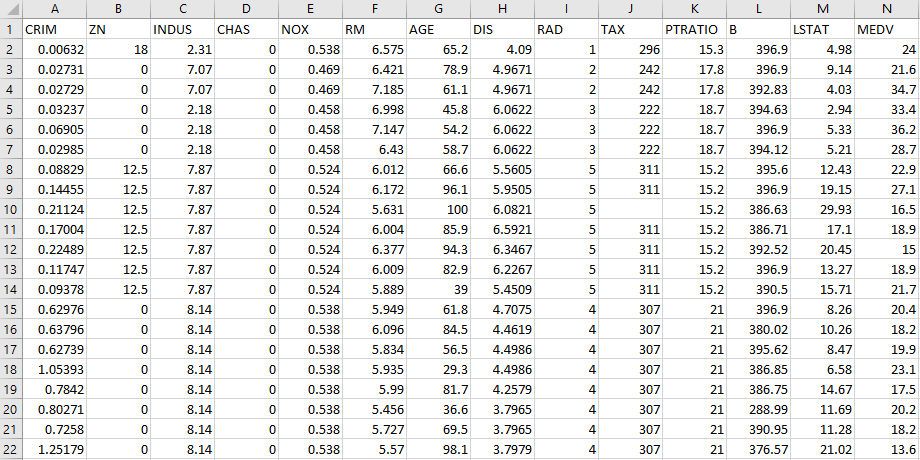 A B C D E F G H I J K L M N
1 CRIM ZN INDUS CHAS NOX RM AGE DIS RAD TAX PTRATIO B LSTAT MEDV
2 0.00632 18 2.31 0 0.538 6.575 65.2 4.09 1 296 15.3 396.9 4.98 24
3 0.02731 0 7.07 0 0.469 6.421 78.9 4.9671 2 242 17.8 396.9 9.14 21.6
4 0.02729 0 7.07 0 0.469 7.185 61.1 4.9671 2 242 17.8 392.83 4.03 34.7
5 0.03237 0 2.18 0 0.458 6.998 45.8 6.0622 3 222 18.7 394.63 2.94 33.4
6 0.06905 0 2.18 0 0.458 7.147 54.2 6.0622 3 222 18.7 396.9 5.33 36.2
7 0.02985 0 2.18 0 0.458 6.43 58.7 6.0622 3 222 18.7 394.12 5.21 28.7
8 0.08829 12.5 7.87 0 0.524 6.012 66.6 5.5605 5 311 15.2 395.6 12.43 22.9
9 0.14455 12.5 7.87 0 0.524 6.172 96.1 5.9505 5 311 15.2 396.9 19.15 27.1
10 0.21124 12.5 7.87 0 0.524 5.631 100 6.0821 5 15.2 386.63 29.93 16.5
11 0.17004 12.5 7.87 0 0.524 6.004 85.9 6.5921 5 311 15.2 386.71 17.1 18.9
12 0.22489 12.5 7.87 0 0.524 6.377 94.3 6.3467 5 311 15.2 392.52 20.45 15
13 0.11747 12.5 7.87 0 0.524 6.009 82.9 6.2267 5 311 15.2 396.9 13.27 18.9
14 0.09378 12.5 7.87 0 0.524 5.889 39 5.4509 5 311 15.2 390.5 15.71 21.7
15 0.62976 0 8.14 0 0.538 5.949 61.8 4.7075 4 307 21 396.9 8.26 20.4
16 0.63796 0 8.14 0 0.538 6.096 84.5 4.4619 4 307 21 380.02 10.26 18.2
17 0.62739 0 8.14 0 0.538 5.834 56.5 4.4986 4 307 21 395.62 8.47 19.9
18 1.05393 0 8.14 0 0.538 5.935 29.3 4.4986 4 307 21 386.85 6.58 23.1
19 0.7842 0 8.14 0 0.538 5.99 81.7 4.2579 4 307 21 386.75 14.67 17.5
20 0.80271 0 8.14 0 0.538 5.456 36.6 3.7965 4 307 21 288.99 11.69 20.2
21 0.7258 0 8.14 0 0.538 5.727 69.5 3.7965 4 307 21 390.95 11.28 18.2
22 1.25179 0 8.14 0 0.538 5.57 98.1 3.7979 4 307 21 376.57 21.02 13.6